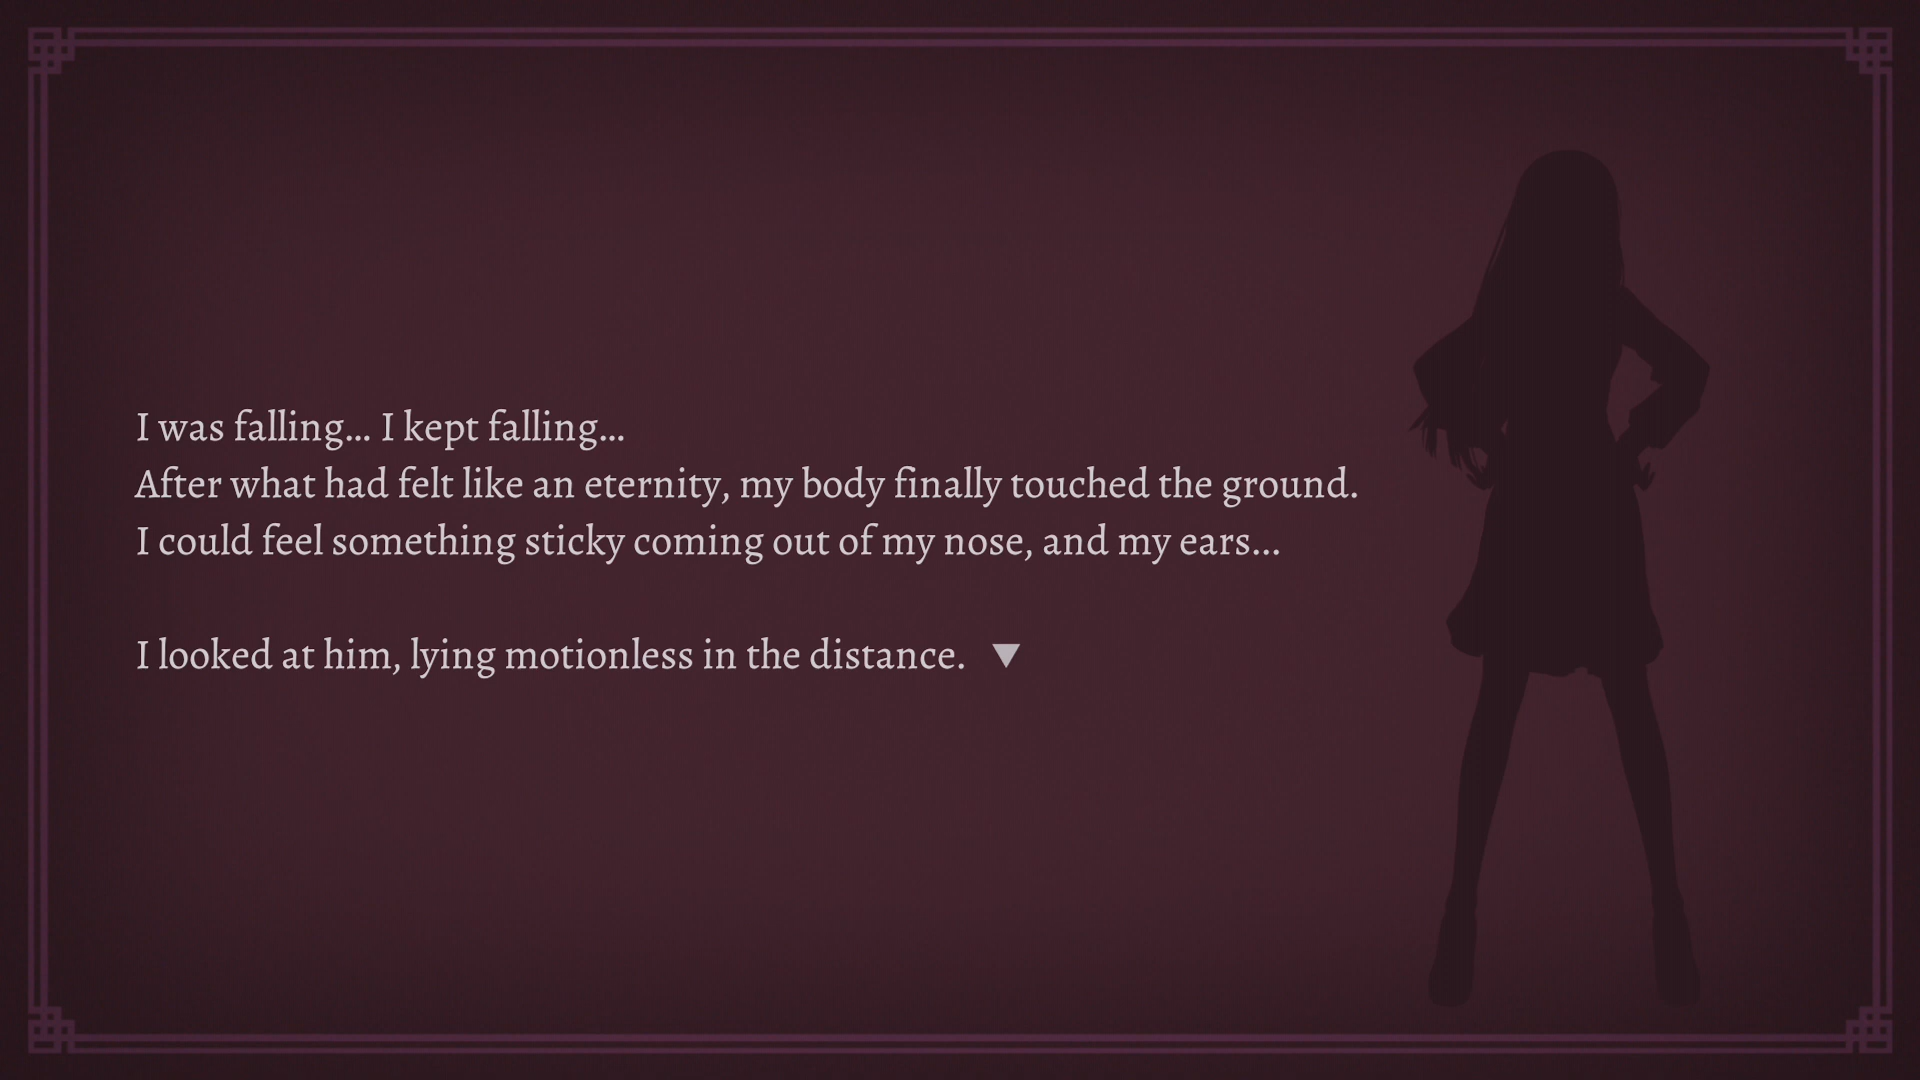 I was falling... I kept falling...
After what had felt like an eternity, my body finally touched the ground.
I could feel something sticky coming out of my nose, and my ears...
I looked at him, lying motionless in the distance.